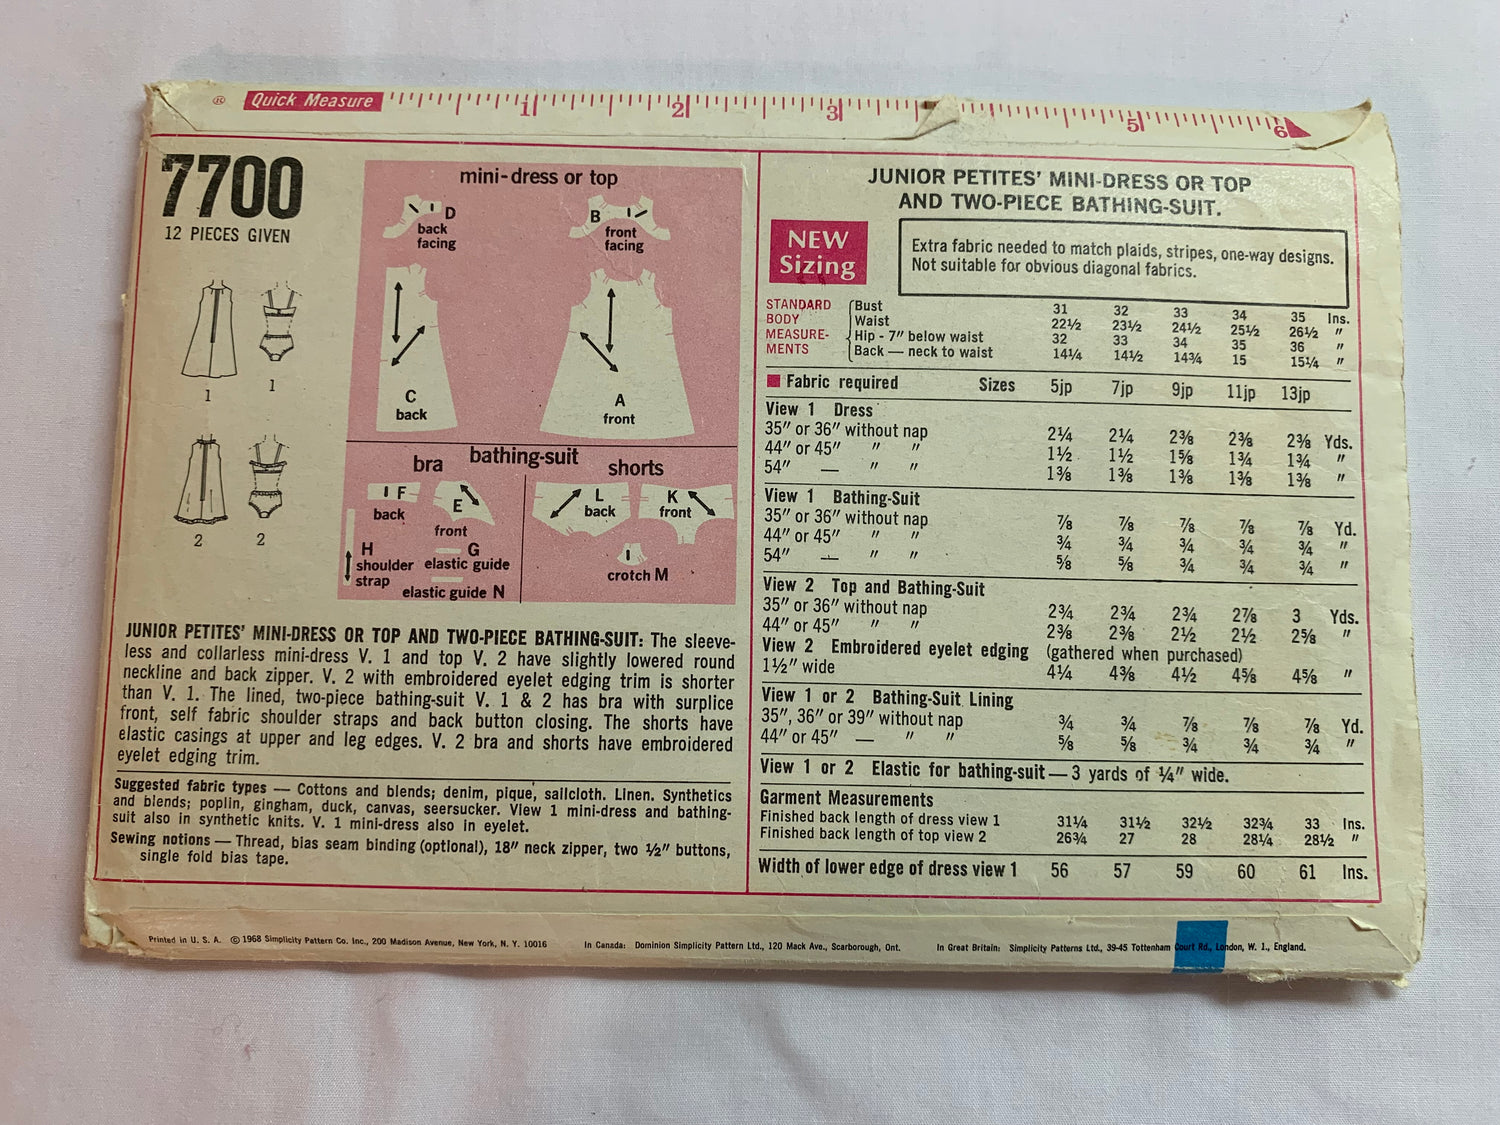 ® Quick Measure 1 2 3 5 6
7700
12 PIECES GIVEN
1
1
2
2
mini-dress or top
D
back
facing
B
front
facing
C
back
A
front
bathing-suit
bra
shorts
F
back
E
front
H
shoulder
strap
G
elastic guide
elastic guide N
L
back
K
front
crotch M
JUNIOR PETITES' MINI-DRESS OR TOP AND TWO-PIECE BATHING-SUIT: The sleeve-
less and collarless mini-dress V. 1 and top V. 2 have slightly lowered round
neckline and back zipper. V. 2 with embroidered eyelet edging trim is shorter
than V. 1. The lined, two-piece bathing-suit V. 1 & 2 has bra with surplice
front, self fabric shoulder straps and back button closing. The shorts have
elastic casings at upper and leg edges. V. 2 bra and shorts have embroidered
eyelet edging trim.
Suggested fabric types — Cottons and blends; denim, pique, sailcloth. Linen. Synthetics
and blends; poplin, gingham, duck, canvas, seersucker. View 1 mini-dress and bathing-
suit also in synthetic knits. V. 1 mini-dress also in eyelet.
Sewing notions — Thread, bias seam binding (optional), 18" neck zipper, two ½" buttons,
single fold bias tape.
JUNIOR PETITES' MINI-DRESS OR TOP
AND TWO-PIECE BATHING-SUIT.
NEW
Sizing
Extra fabric needed to match plaids, stripes, one-way designs.
Not suitable for obvious diagonal fabrics.
STANDARD
BODY
MEASURE-
MENTS
Bust 31 32 33 34 35 Ins.
Waist 22½ 23½ 24½ 25½ 26½ "
Hip - 7" below waist 32 33 34 35 36 "
Back — neck to waist 14¼ 14½ 14¾ 15 15¼ "
Fabric required Sizes 5jp 7jp 9jp 11jp 13jp
View 1 Dress
35" or 36" without nap 2¼ 2¼ 2⅜ 2⅜ 2⅜ Yds.
44" or 45" " " 1½ 1½ 1⅝ 1¾ 1¾ "
54" — " " 1⅜ 1⅜ 1⅜ 1⅜ 1⅜ "
View 1 Bathing-Suit
35" or 36" without nap ⅞ ⅞ ⅞ ⅞ ⅞ Yd.
44" or 45" " " ¾ ¾ ¾ ¾ ¾ "
54" — " " ⅝ ⅝ ¾ ¾ ¾ "
View 2 Top and Bathing-Suit
35" or 36" without nap 2¾ 2¾ 2¾ 2⅞ 3 Yds.
44" or 45" " " 2⅜ 2⅜ 2½ 2½ 2⅝ "
View 2 Embroidered eyelet edging (gathered when purchased)
1½" wide 4¼ 4⅜ 4½ 4⅝ 4⅝ "
View 1 or 2 Bathing-Suit Lining
35", 36" or 39" without nap ¾ ¾ ⅞ ⅞ ⅞ Yd.
44" or 45" — " " ⅝ ⅝ ¾ ¾ ¾ "
View 1 or 2 Elastic for bathing-suit — 3 yards of ¼" wide.
Garment Measurements
Finished back length of dress view 1 31¼ 31½ 32½ 32¾ 33 Ins.
Finished back length of top view 2 26¾ 27 28 28¼ 28½ "
Width of lower edge of dress view 1 56 57 59 60 61 Ins.
Printed in U. S. A. © 1968 Simplicity Pattern Co. Inc., 200 Madison Avenue, New York, N. Y. 10016 In Canada: Dominion Simplicity Pattern Ltd., 120 Mack Ave., Scarborough, Ont. In Great Britain: Simplicity Patterns Ltd., 39-45 Tottenham Court Rd., London, W. 1., England.